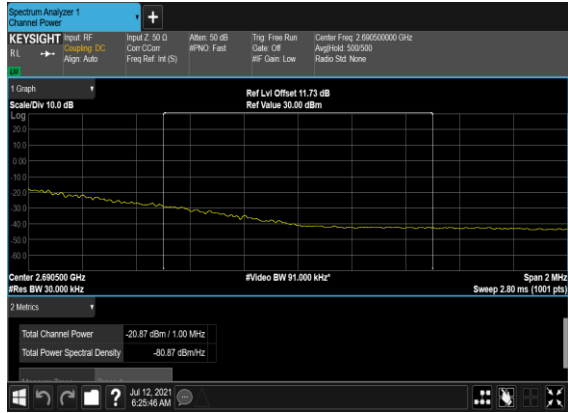 Spectrum Analyzer 1
Channel Power
KEYSIGHT Input: RF Input Z: 50 Ω Atten: 50 dB Trig: Free Run Center Freq: 2.690500000 GHz
RL Coupling: DC Corr CCorr #PNO: Fast Gate: Off Avg|Hold: 500/500
Align: Auto Freq Ref: Int (S) #IF Gain: Low Radio Std: None
LXI
1 Graph Ref Lvl Offset 11.73 dB
Scale/Div 10.0 dB Ref Value 30.00 dBm
Log
20.0
10.0
0.00
-10.0
-20.0
-30.0
-40.0
-50.0
-60.0
Center 2.690500 GHz #Video BW 91.000 kHz* Span 2 MHz
#Res BW 30.000 kHz Sweep 2.80 ms (1001 pts)
2 Metrics
Total Channel Power -20.87 dBm / 1.00 MHz
Total Power Spectral Density -80.87 dBm/Hz
Jul 12, 2021
6:25:46 AM